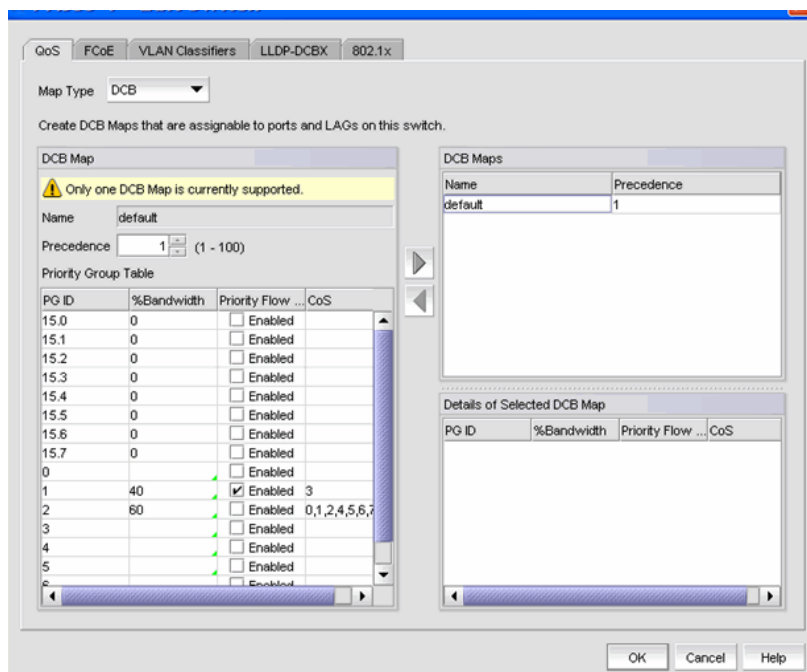 QoS FCoE VLAN Classifiers LLDP-DCBX 802.1x
Map Type DCB
Create DCB Maps that are assignable to ports and LAGs on this switch.
DCB Map
Only one DCB Map is currently supported.
Name default
Precedence 1 (1 - 100)
Priority Group Table
PG ID %Bandwidth Priority Flow ... CoS
15.0 0 Enabled
15.1 0 Enabled
15.2 0 Enabled
15.3 0 Enabled
15.4 0 Enabled
15.5 0 Enabled
15.6 0 Enabled
15.7 0 Enabled
0 Enabled
1 40 Enabled 3
2 60 Enabled 0,1,2,4,5,6,7
3 Enabled
4 Enabled
5 Enabled
6 Enabled
DCB Maps
Name Precedence
default 1
Details of Selected DCB Map
PG ID %Bandwidth Priority Flow ... CoS
OK Cancel Help